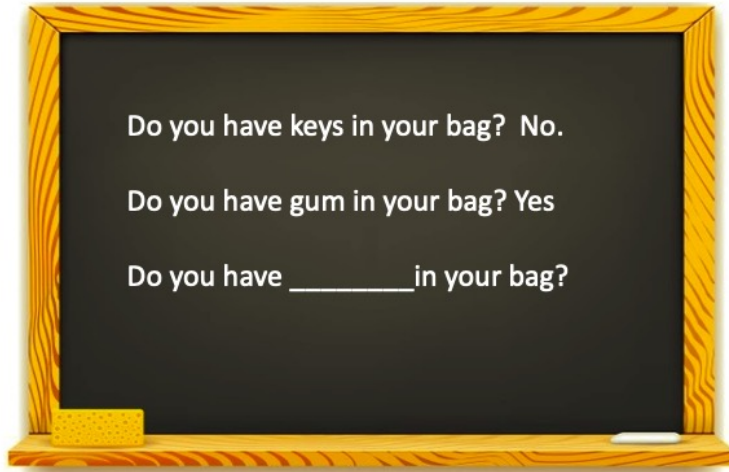 Do you have keys in your bag?  No.
Do you have gum in your bag? Yes
Do you have ________in your bag?